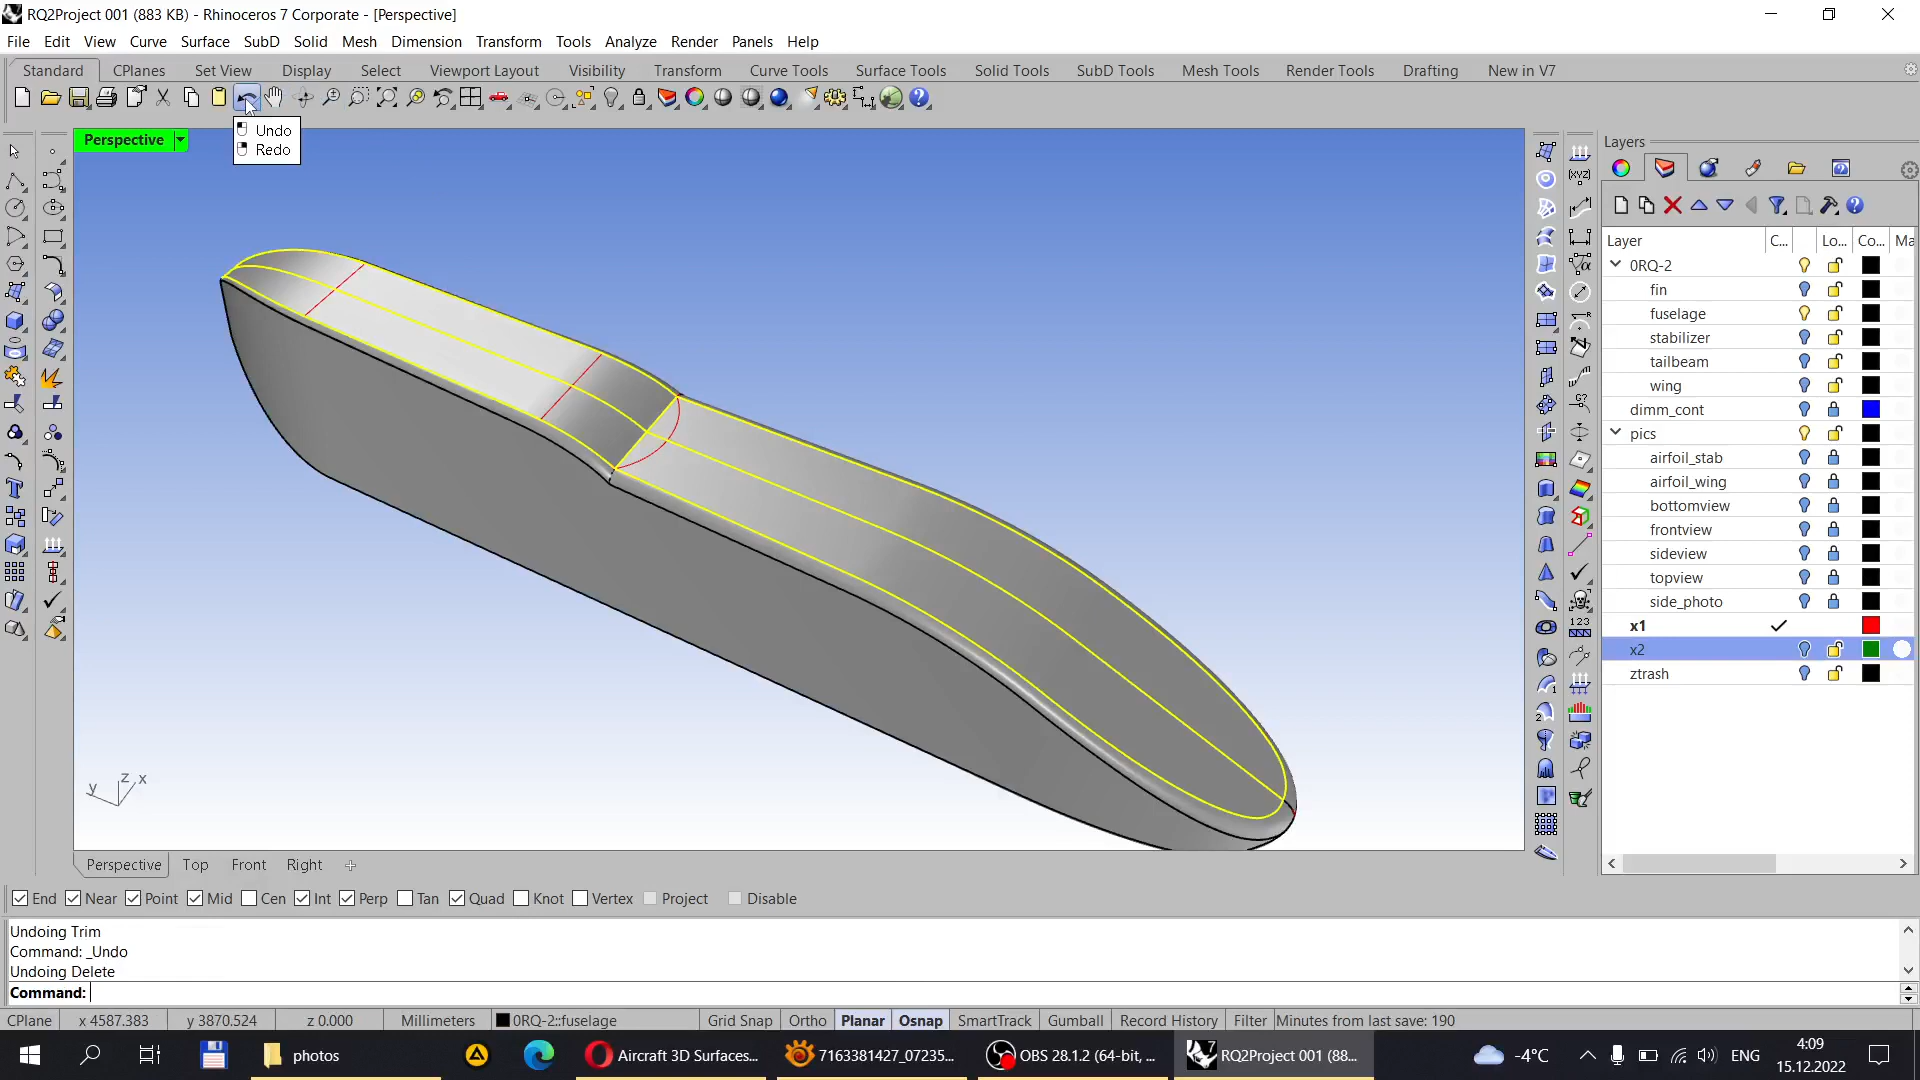 RQ2Project 001 (883 KB) - Rhinoceros 7 Corporate - [Perspective]
File Edit View Curve Surface SubD Solid Mesh Dimension Transform Tools Analyze Render Panels Help
Standard CPlanes Set View Display Select Viewport Layout Visibility Transform Curve Tools Surface Tools Solid Tools SubD Tools Mesh Tools Render Tools Drafting New in V7
Perspective
Undo
Redo
Layers
Layer C... Lo... Co... Ma
0RQ-2
fin
fuselage
stabilizer
tailbeam
wing
dimm_cont
pics
airfoil_stab
airfoil_wing
bottomview
frontview
sideview
topview
side_photo
x1
x2
ztrash
z x
y
Perspective Top Front Right
End Near Point Mid Cen Int Perp Tan Quad Knot Vertex Project Disable
Undoing Trim
Command: _Undo
Undoing Delete
Command:
CPlane x 4587.383 y 3870.524 z 0.000 Millimeters 0RQ-2::fuselage Grid Snap Ortho Planar Osnap SmartTrack Gumball Record History Filter Minutes from last save: 190
photos Aircraft 3D Surfaces... 7163381427_07235... OBS 28.1.2 (64-bit, ... RQ2Project 001 (88... -4°C ENG 4:09
15.12.2022